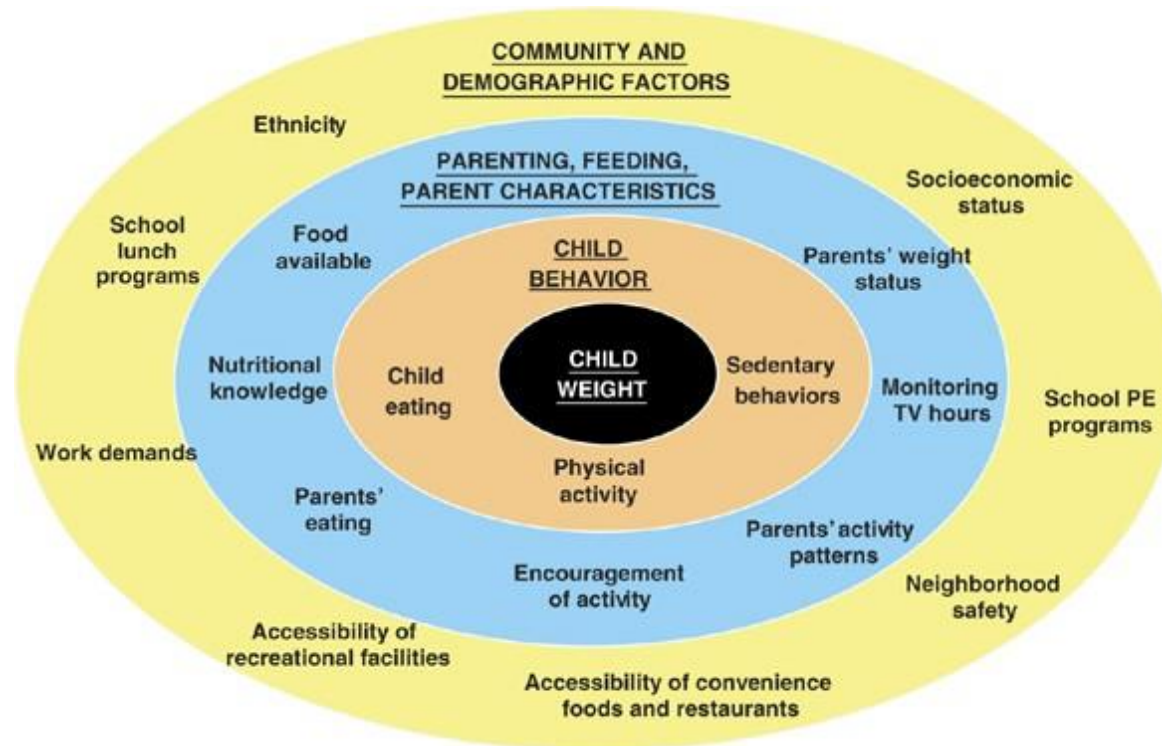 COMMUNITY AND
DEMOGRAPHIC FACTORS
Ethnicity
PARENTING, FEEDING,
PARENT CHARACTERISTICS
Socioeconomic
status
School
lunch
programs
Food
available
CHILD
BEHAVIOR
Parents' weight
status
Nutritional
knowledge
Child
eating
CHILD
WEIGHT
Sedentary
behaviors
Monitoring
TV hours
School PE
programs
Work demands
Physical
activity
Parents'
eating
Parents' activity
patterns
Encouragement
of activity
Neighborhood
safety
Accessibility of
recreational facilities
Accessibility of convenience
foods and restaurants